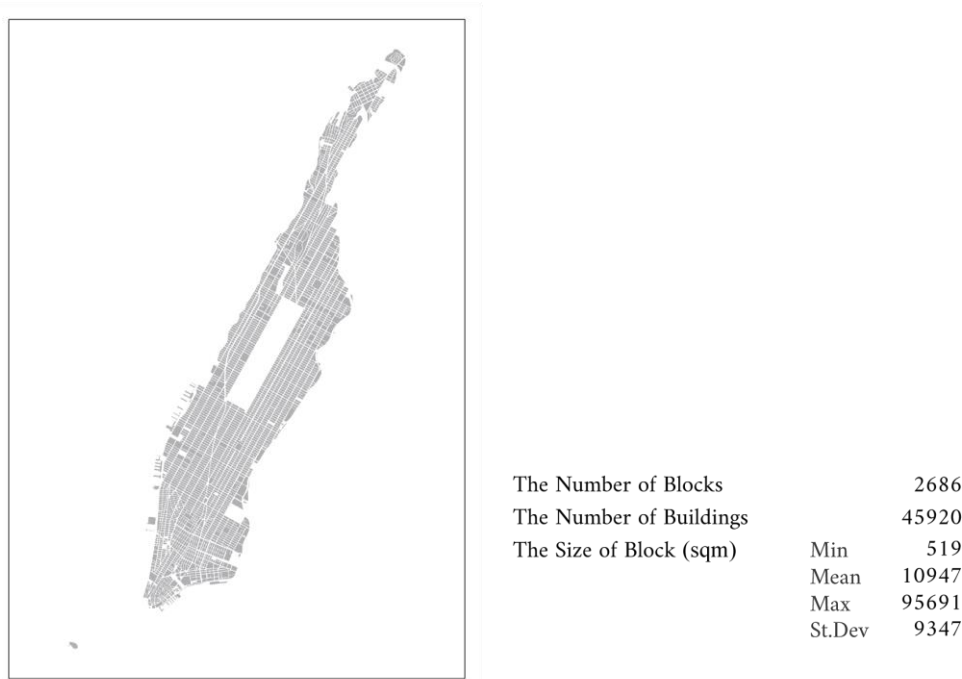 The Number of Blocks 2686
The Number of Buildings 45920
The Size of Block (sqm) Min 519
Mean 10947
Max 95691
St.Dev 9347